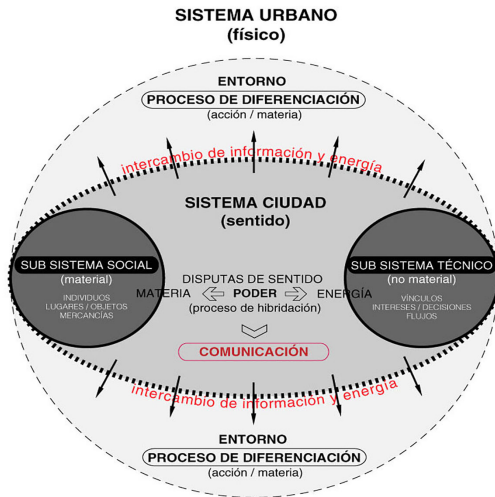 SISTEMA URBANO
(físico)
ENTORNO
PROCESO DE DIFERENCIACIÓN
(acción / materia)
intercambio de información y energía
SISTEMA CIUDAD
(sentido)
SUB SISTEMA SOCIAL
(material)
INDIVIDUOS
LUGARES / OBJETOS
MERCANCÍAS
DISPUTAS DE SENTIDO
MATERIA PODER ENERGÍA
(proceso de hibridación)
COMUNICACIÓN
SUB SISTEMA TÉCNICO
(no material)
VÍNCULOS
INTERESES / DECISIONES
FLUJOS
intercambio de información y energía
ENTORNO
PROCESO DE DIFERENCIACIÓN
(acción / materia)